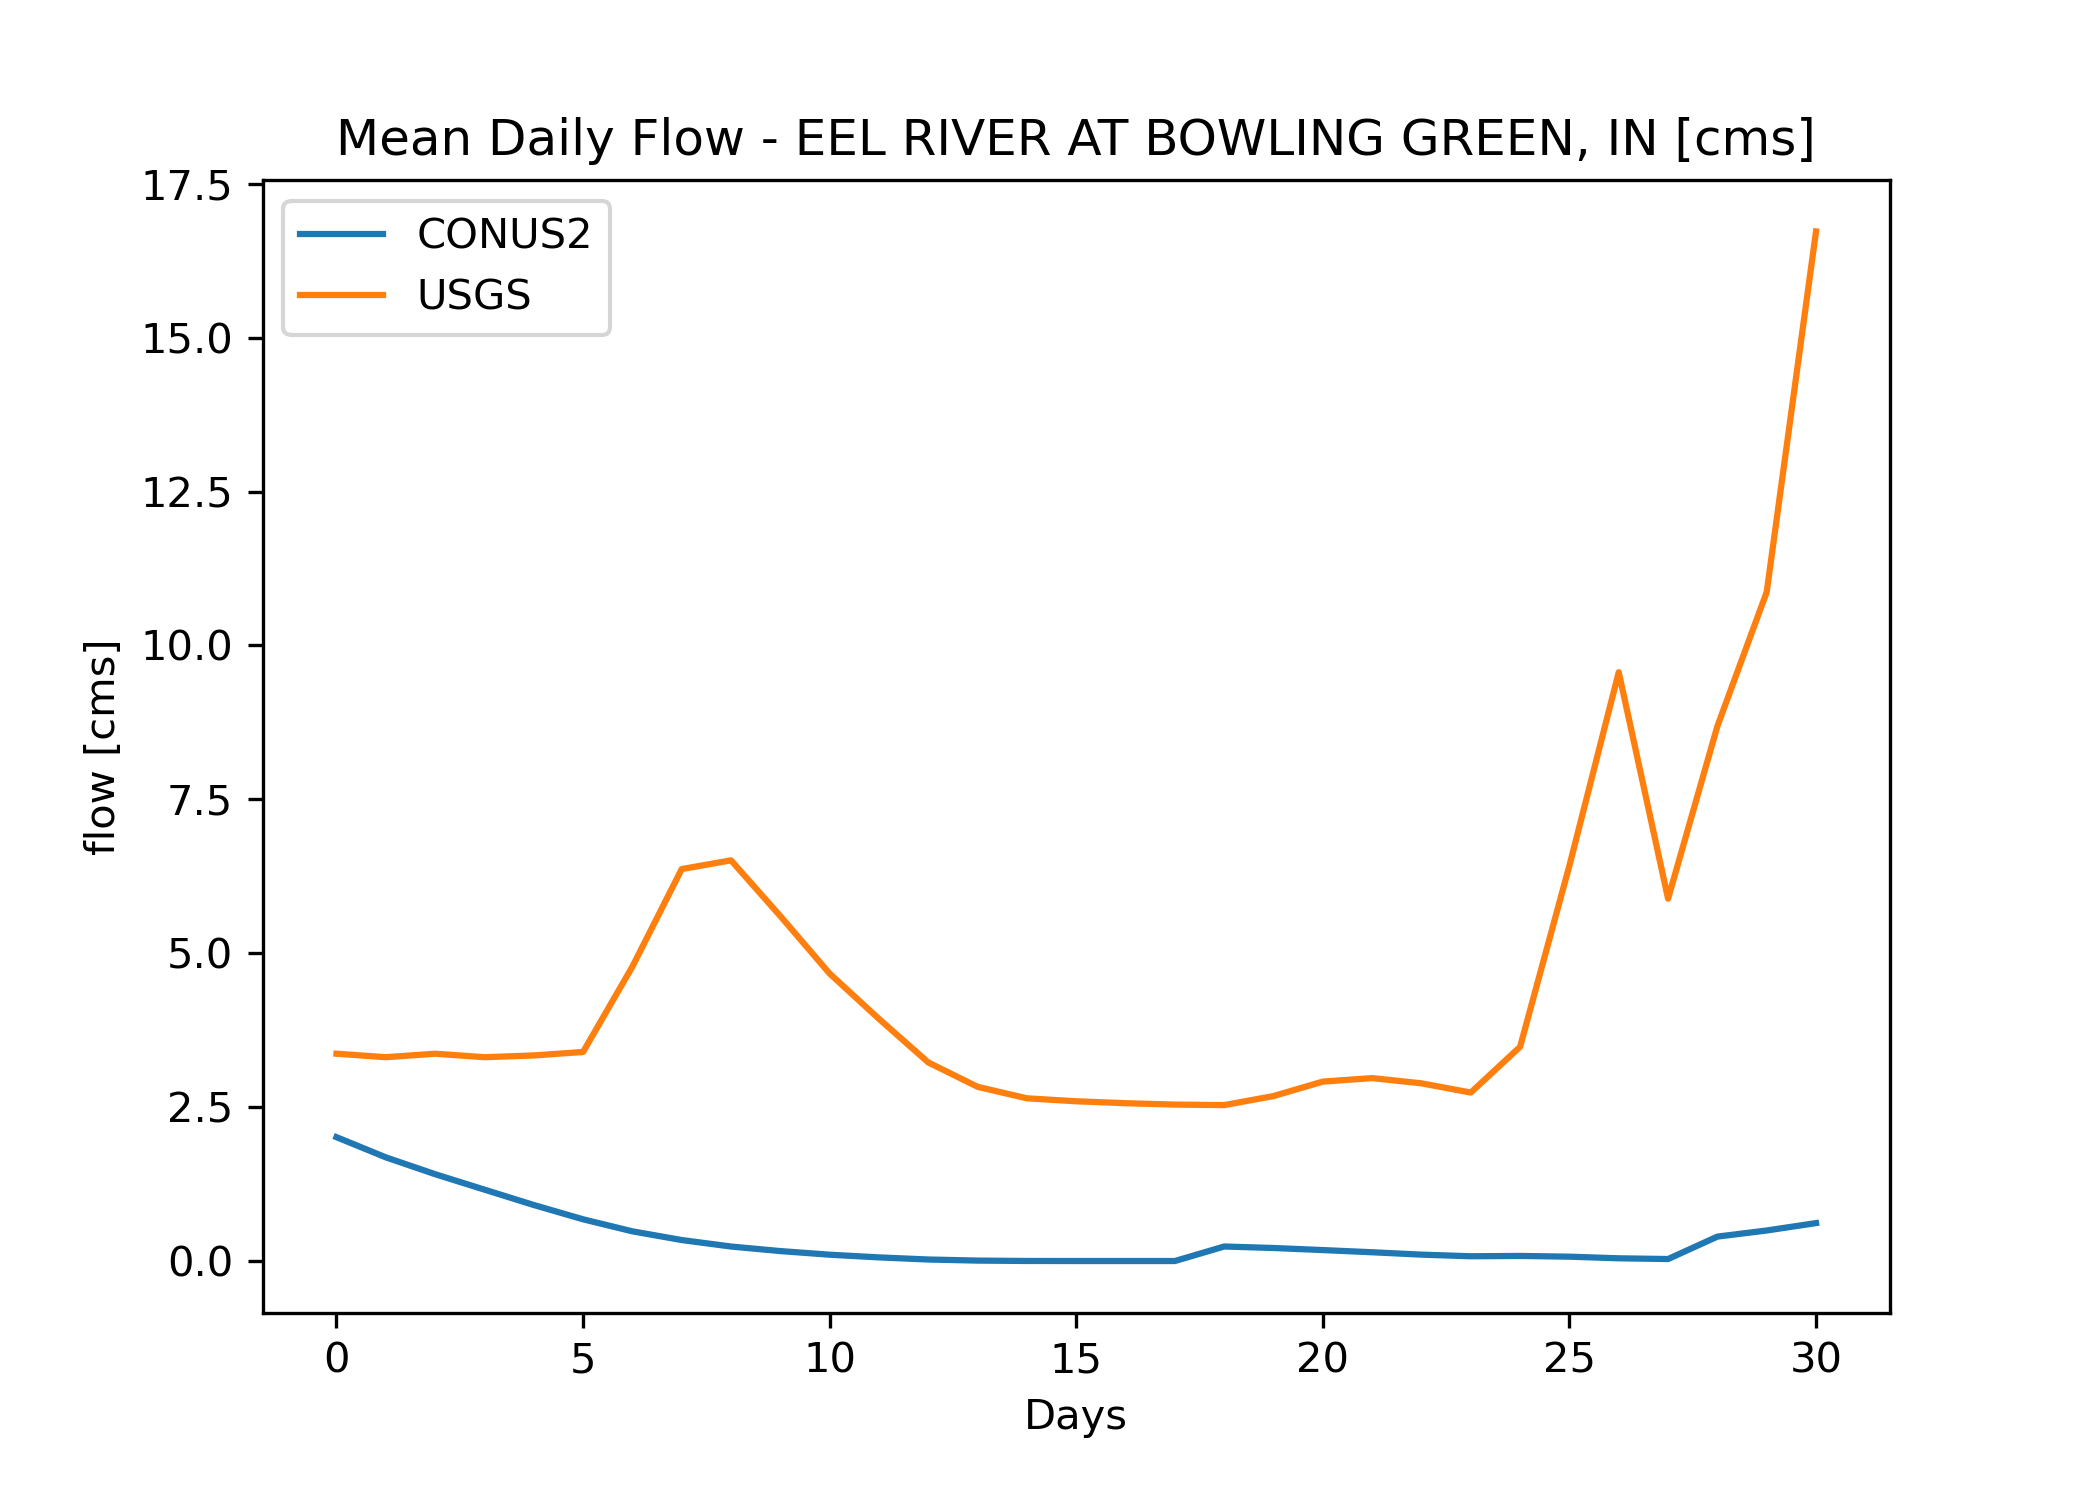 Mean Daily Flow - EEL RIVER AT BOWLING GREEN, IN [cms]
17.5
15.0
12.5
10.0
7.5
5.0
2.5
0.0
flow [cms]
CONUS2
USGS
0 5 10 15 20 25 30
Days